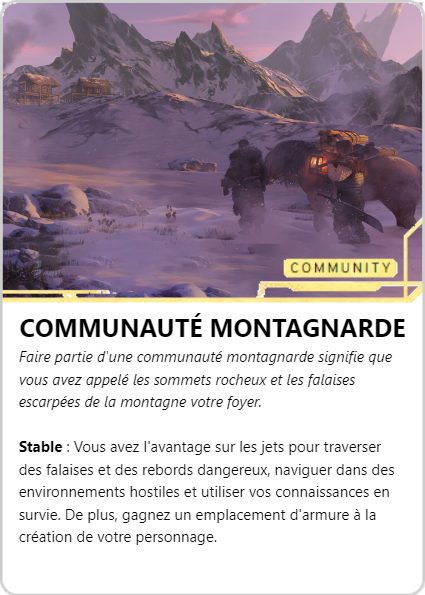 COMMUNITY
COMMUNAUTÉ MONTAGNARDE
Faire partie d'une communauté montagnarde signifie que
vous avez appelé les sommets rocheux et les falaises
escarpées de la montagne votre foyer.
Stable : Vous avez l'avantage sur les jets pour traverser
des falaises et des rebords dangereux, naviguer dans des
environnements hostiles et utiliser vos connaissances en
survie. De plus, gagnez un emplacement d'armure à la
création de votre personnage.